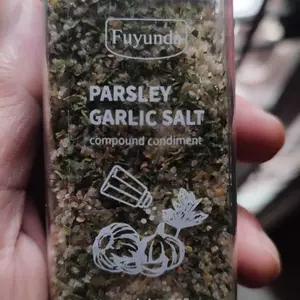 Fuyunda
PARSLEY
GARLIC SALT
compound condiment